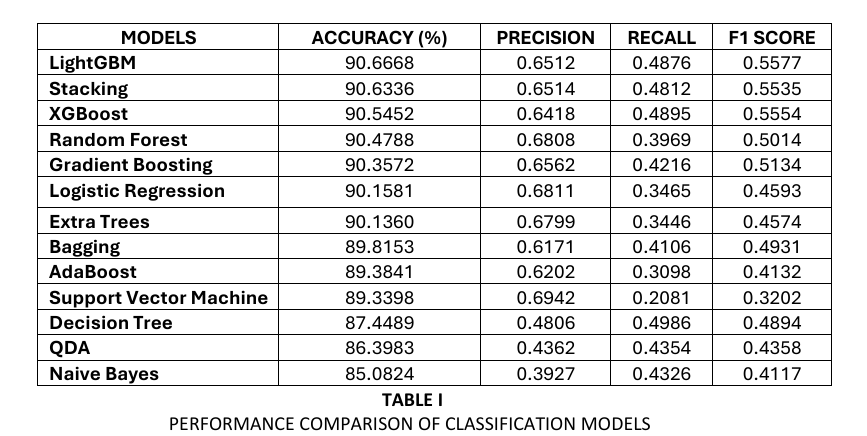 MODELS ACCURACY (%) PRECISION RECALL F1 SCORE
LightGBM 90.6668 0.6512 0.4876 0.5577
Stacking 90.6336 0.6514 0.4812 0.5535
XGBoost 90.5452 0.6418 0.4895 0.5554
Random Forest 90.4788 0.6808 0.3969 0.5014
Gradient Boosting 90.3572 0.6562 0.4216 0.5134
Logistic Regression 90.1581 0.6811 0.3465 0.4593
Extra Trees 90.1360 0.6799 0.3446 0.4574
Bagging 89.8153 0.6171 0.4106 0.4931
AdaBoost 89.3841 0.6202 0.3098 0.4132
Support Vector Machine 89.3398 0.6942 0.2081 0.3202
Decision Tree 87.4489 0.4806 0.4986 0.4894
QDA 86.3983 0.4362 0.4354 0.4358
Naive Bayes 85.0824 0.3927 0.4326 0.4117
TABLE I
PERFORMANCE COMPARISON OF CLASSIFICATION MODELS